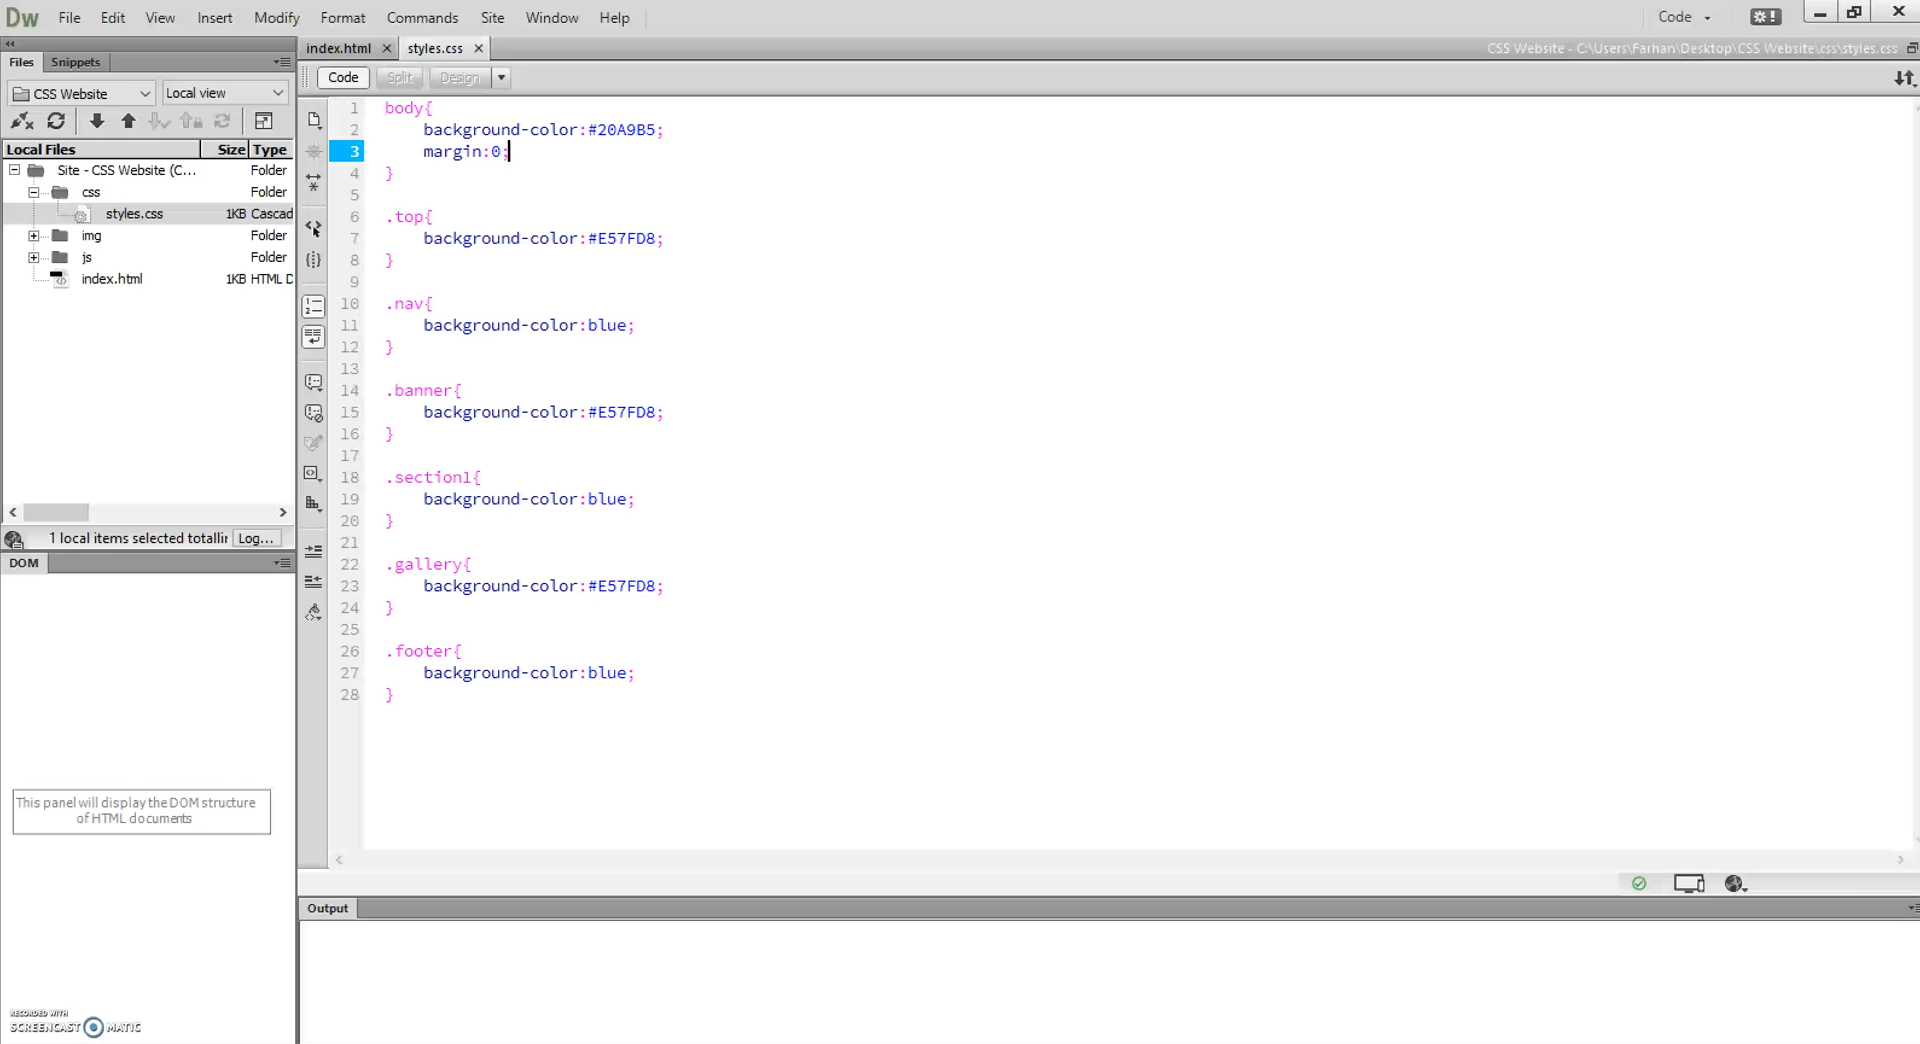 Dw File Edit View Insert Modify Format Commands Site Window Help Code
Files Snippets
index.html styles.css CSS Website - C:\Users\Farhan\Desktop\CSS Website\css\styles.css
Code Split Design
CSS Website Local view
Local Files Size Type
Site - CSS Website (C... Folder
css Folder
styles.css 1KB Cascad
img Folder
js Folder
index.html 1KB HTML D
1 local items selected totallir Log...
DOM
This panel will display the DOM structure
of HTML documents
1 body{
2 background-color:#20A9B5;
3 margin:0;
4 }
5
6 .top{
7 background-color:#E57FD8;
8 }
9
10 .nav{
11 background-color:blue;
12 }
13
14 .banner{
15 background-color:#E57FD8;
16 }
17
18 .section1{
19 background-color:blue;
20 }
21
22 .gallery{
23 background-color:#E57FD8;
24 }
25
26 .footer{
27 background-color:blue;
28 }
Output
RECORDED WITH
SCREENCAST MATIC